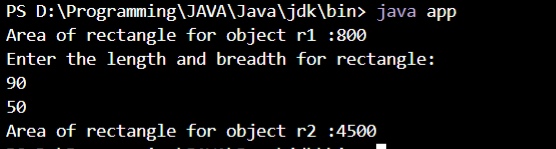 PS D:\Programming\JAVA\Java\jdk\bin> java app
Area of rectangle for object r1 :800
Enter the length and breadth for rectangle:
90
50
Area of rectangle for object r2 :4500